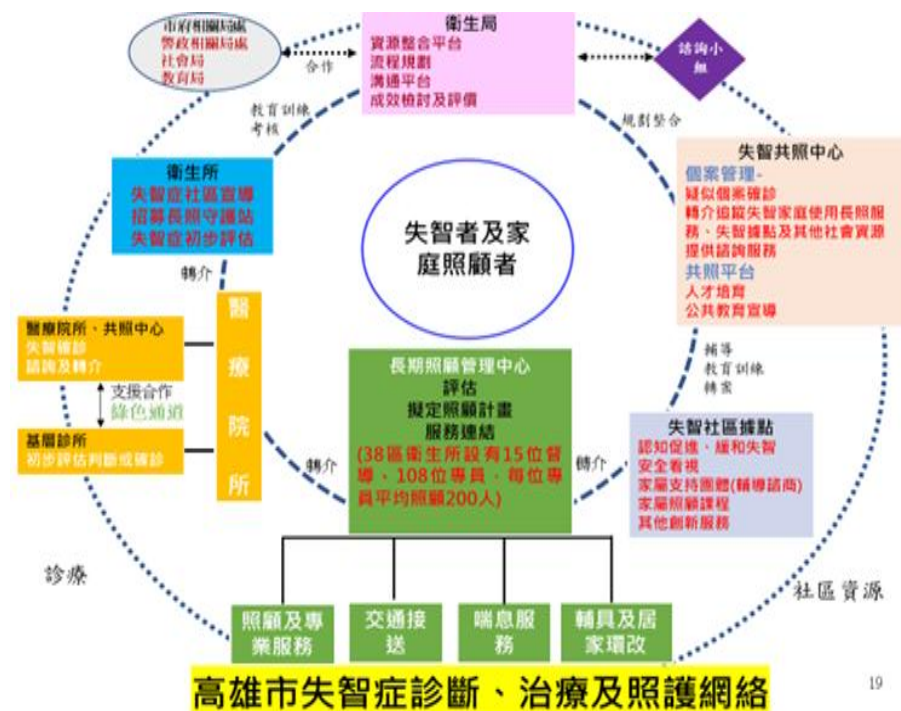 市府相關局處
警政相關局處
社會局
教育局
合作
衛生局
資源整合平台
流程規劃
溝通平台
成效檢討及評價
諮詢小
組
教育訓練
考核
規劃整合
衛生所
失智症社區宣導
招募長照守護站
失智症初步評估
失智者及家
庭照顧者
失智共照中心
個案管理-
疑似個案確診
轉介追蹤失智家庭使用長照服
務、失智據點及其他社會資源
提供諮詢服務
共照平台
人才培育
公共教育宣導
轉介
醫
療
院
所
醫療院所、共照中心
失智確診
諮詢及轉介
支援合作
綠色通道
基層診所
初步評估判斷或確診
轉介
長期照顧管理中心
評估
擬定照顧計畫
服務連結
(38區衛生所設有15位督
導、108位專員，每位專
員平均照顧200人)
轉介
輔導
教育訓練
轉案
失智社區據點
認知促進、緩和失智
安全看視
家屬支持團體(輔導諮商)
家屬照顧課程
其他創新服務
診療
社區資源
照顧及專
業服務
交通接
送
喘息服
務
輔具及居
家環改
高雄市失智症診斷、治療及照護網絡
19